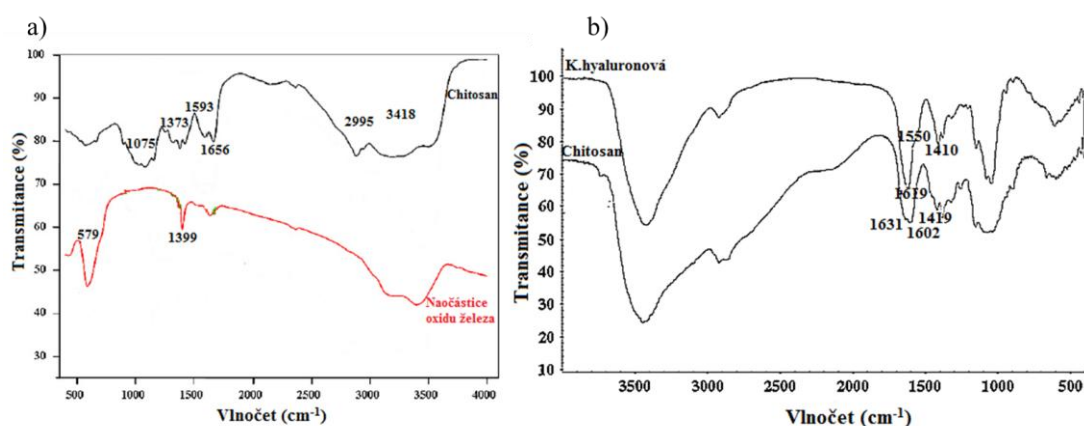 a)
100
90
80
70
60
50
40
30
Transmitance (%)
1075
1373
1593
1656
2995
3418
Chitosan
579
1399
Naočástice
oxidu železa
500 1000 1500 2000 2500 3000 3500 4000
Vlnočet (cm⁻¹)
b)
100
90
80
70
60
50
40
30
20
10
Transmitance (%)
K.hyaluronová
Chitosan
1550
1410
1619
1631
1419
1602
3500 3000 2500 2000 1500 1000 500
Vlnočet (cm⁻¹)